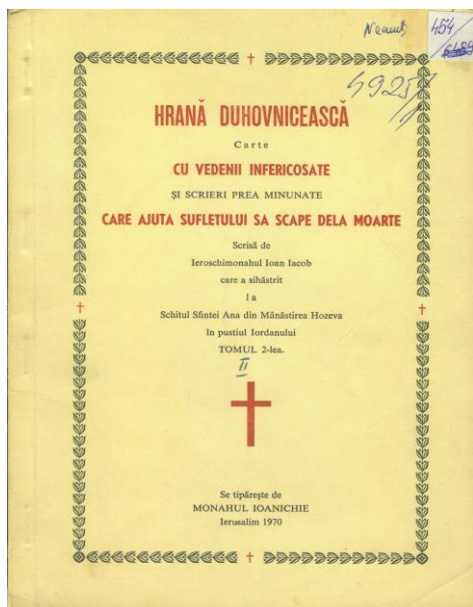 Neamț
454
HRANĂ DUHOVNICEASCĂ
Carte
CU VEDENII INFERICOSATE
ȘI SCRIERI PREA MINUNATE
CARE AJUTA SUFLETULUI SA SCAPE DELA MOARTE
Scrisă de
Ieroschimonahul Ioan Iacob
care a sihăstrit
la
Schitul Sfintei Ana din Mânăstirea Hozeva
în pustiul Iordanului
TOMUL 2-lea.
II
Se tipărește de
MONAHUL IOANICHIE
Ierusalim 1970